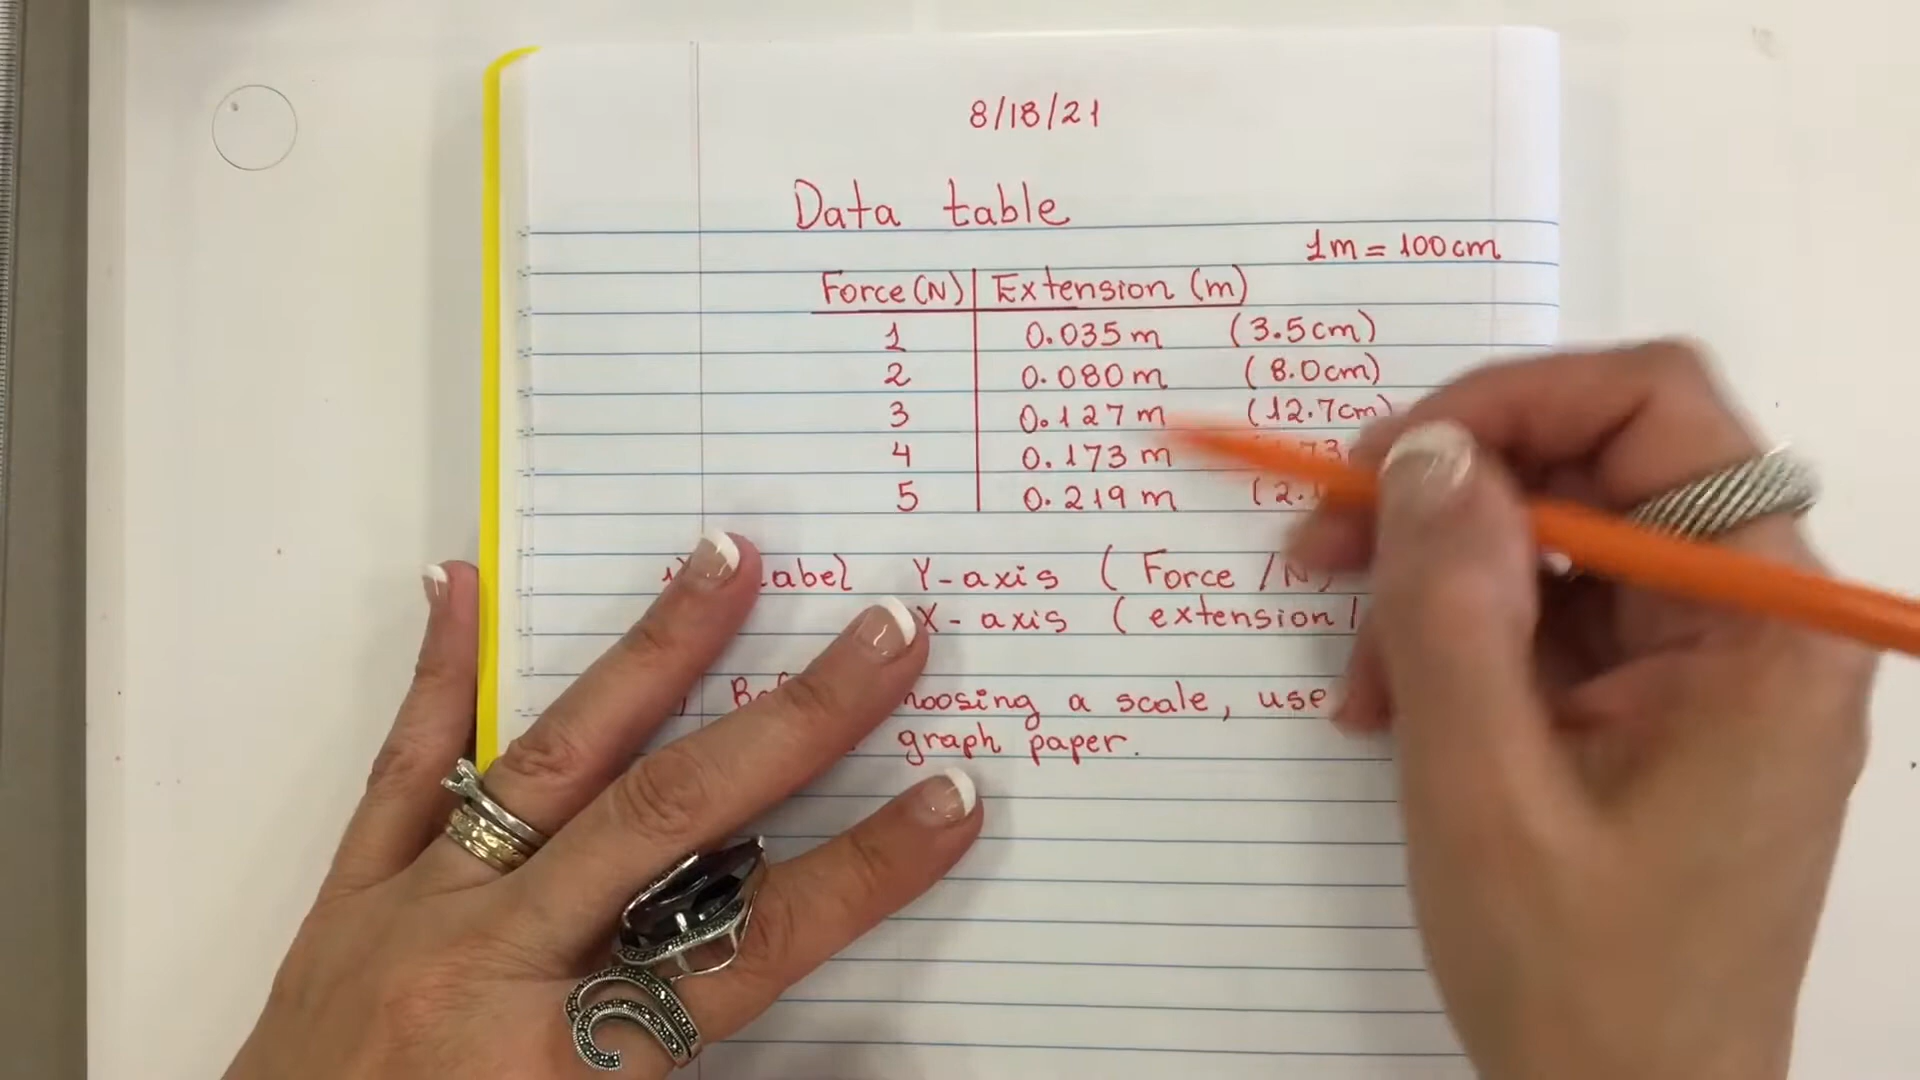 8/18/21
Data table
1m = 100cm
Force (N) Extension (m)
1 0.035 m (3.5cm)
2 0.080 m (8.0cm)
3 0.127 m (12.7cm)
4 0.173 m
5 0.219 m
Y-axis ( Force / N )
X-axis ( extension /
a scale, use
graph paper.